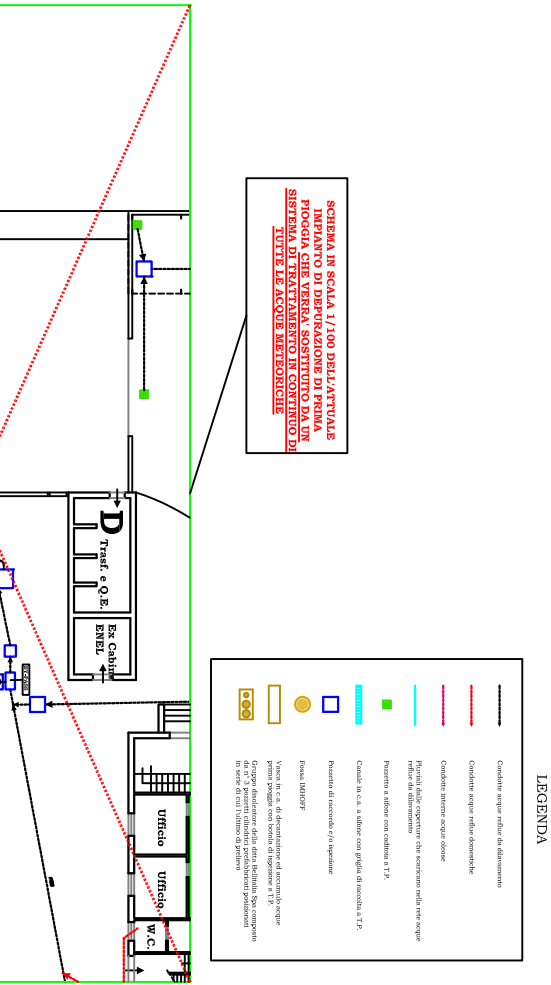 SCHEMA IN SCALA 1/100 DELL'ATTUALE
IMPIANTO DI DEPURAZIONE DI PRIMA
PIOGGIA CHE VERRA' SOSTITUITO DA UN
SISTEMA DI TRATTAMENTO IN CONTINUO DI
TUTTE LE ACQUE METEORICHE
D
Trasf. e Q.E.
Ex Cabina
ENEL
Ufficio
Ufficio
W.C.
LEGENDA
Condotte acque reflue da dilavamento
Condotte acque reflue domestiche
Condotte interne acque oleose
Pluviali dalle coperture che scaricano nella rete acque
reflue da dilavamento
Pozzetto a sifone con caditoia a T.P.
Canale in c.a. a sifone con griglia di raccolta a T.P.
Pozzetto di raccordo e/o ispezione
Fossa IMHOFF
Vasca in c.a. di decantazione ed accumulo acque
prima pioggia con botola di ispezione a T.P.
Gruppo disoleatore della ditta Bellinalia Spa composto
da n° 3 pozzetti cilindrici prefabbricati posizionati
in serie di cui l'ultimo di prelievo